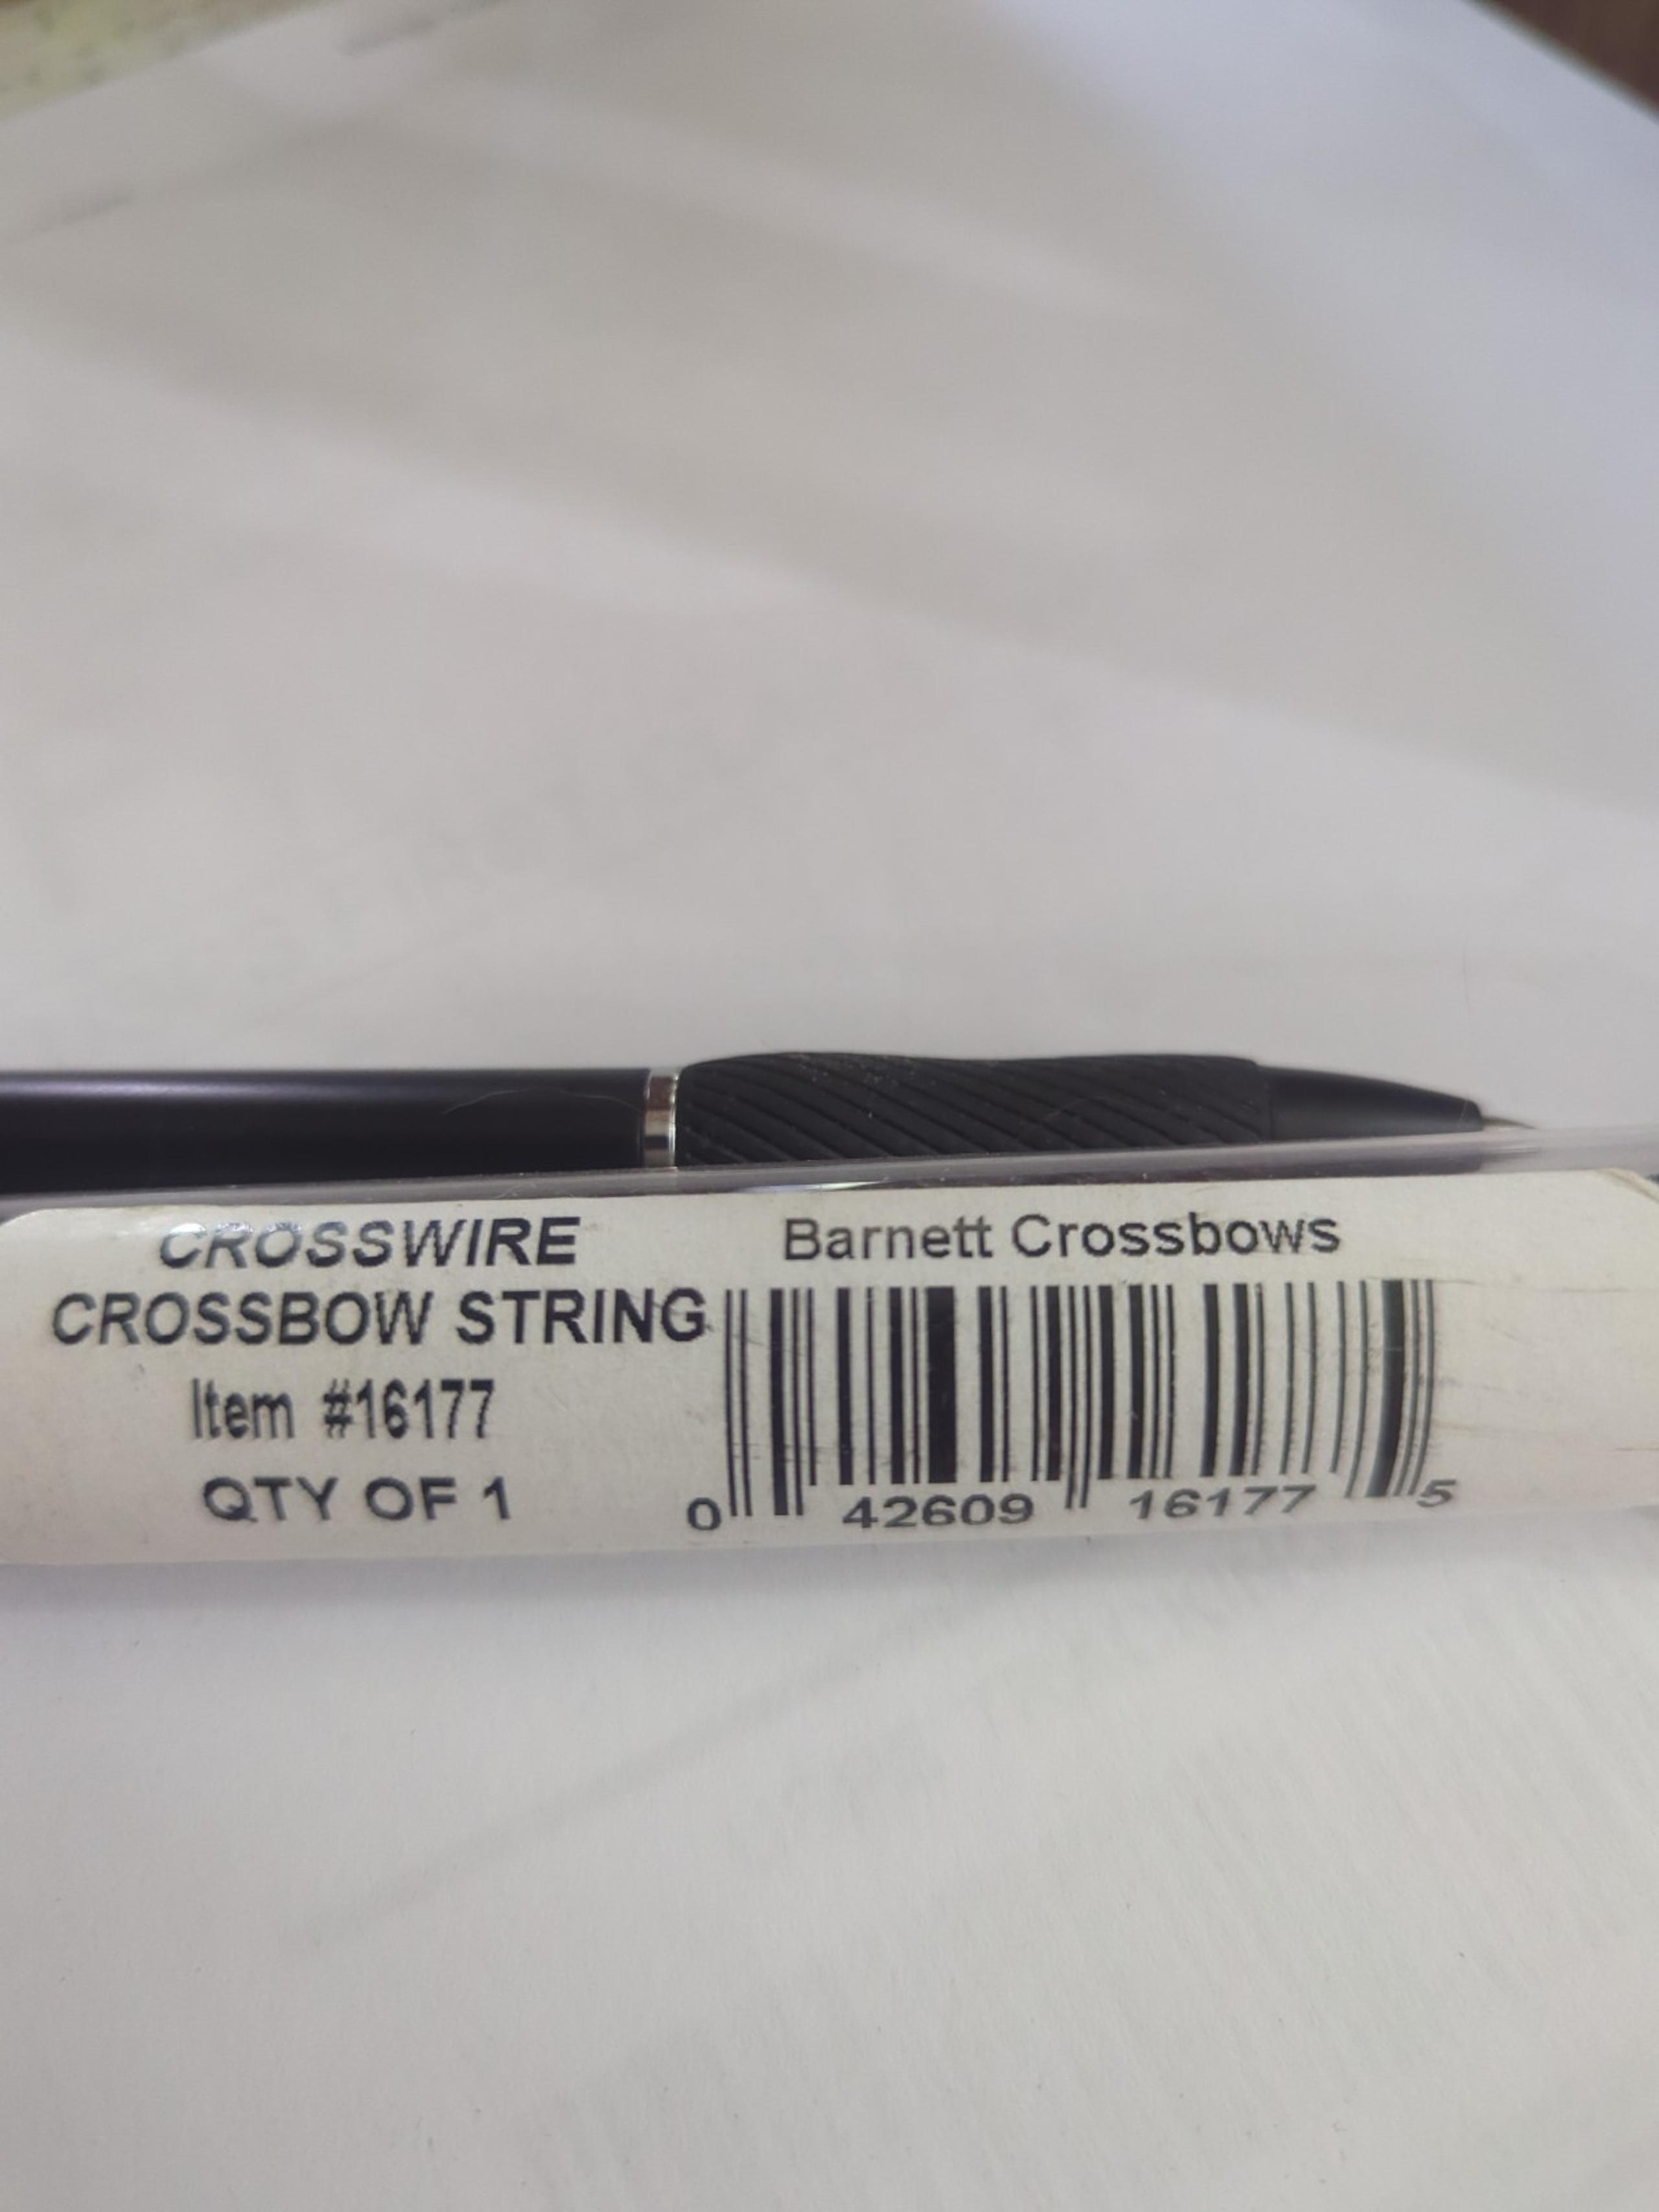 CROSSWIRE
CROSSBOW STRING
Item #16177
QTY OF 1
Barnett Crossbows
0 42609 16177 5